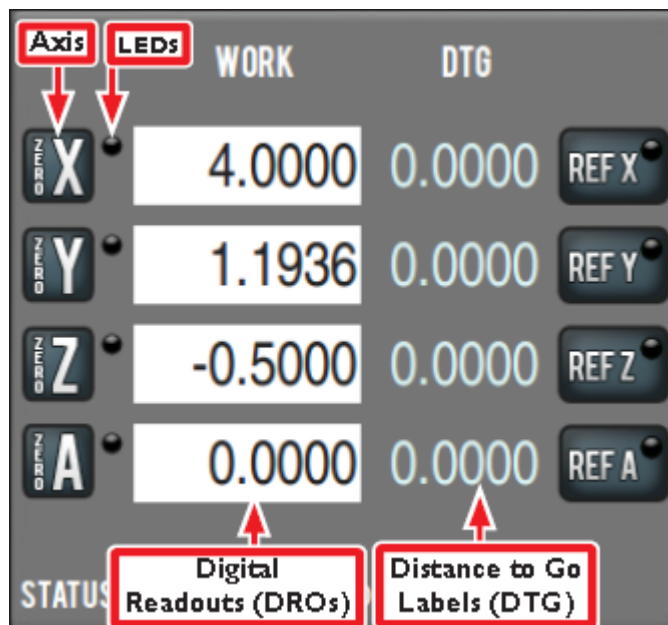 Axis LEDs
WORK DTG
ZERO X 4.0000 0.0000 REF X
ZERO Y 1.1936 0.0000 REF Y
ZERO Z -0.5000 0.0000 REF Z
ZERO A 0.0000 0.0000 REF A
Digital
Readouts (DROs)
Distance to Go
Labels (DTG)
STATUS